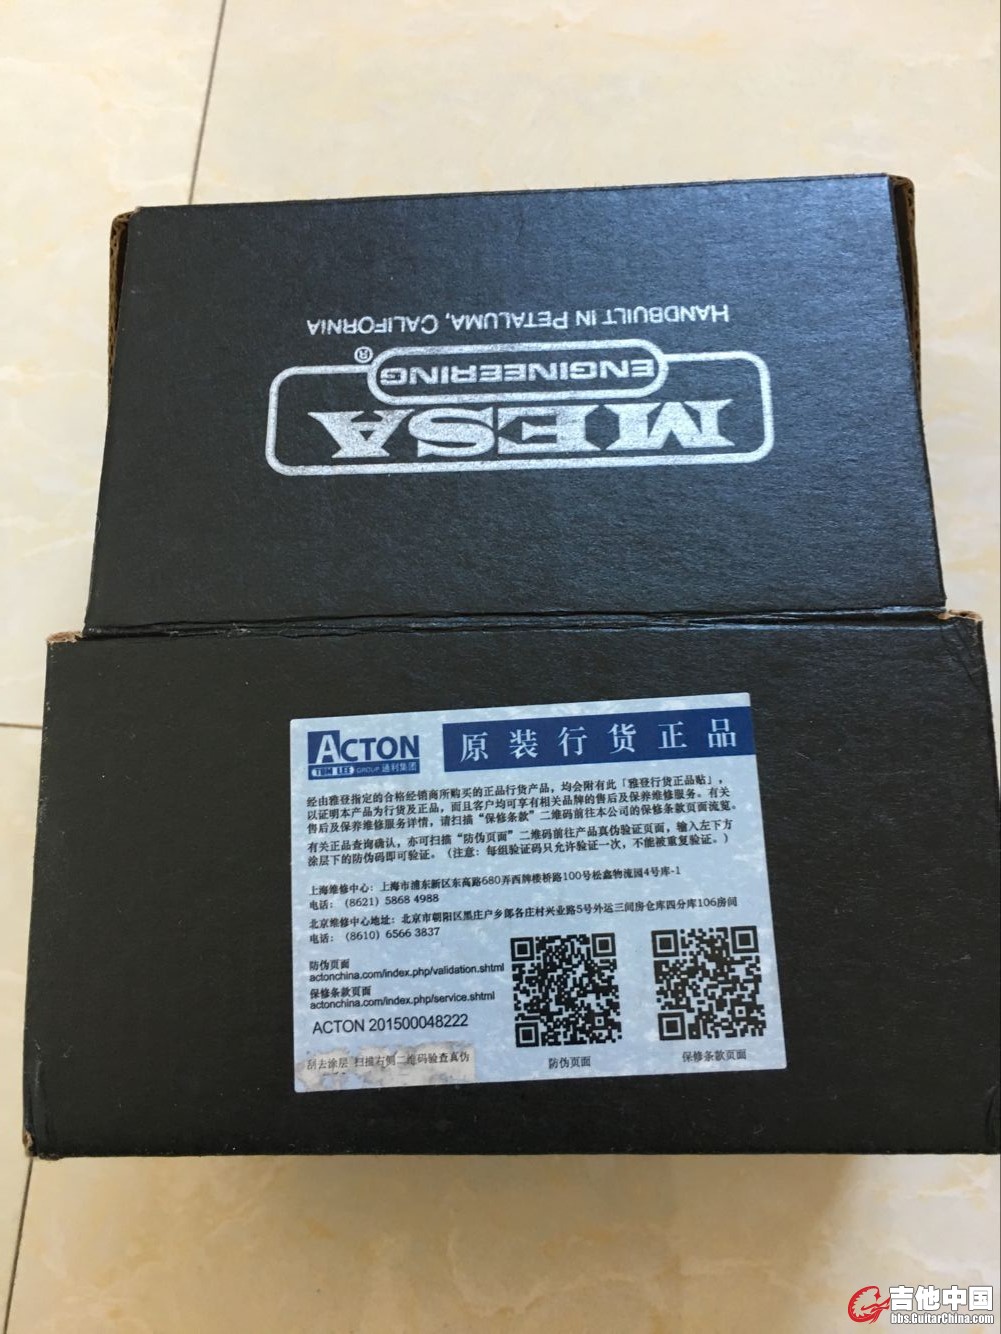 HANDBUILT IN PETALUMA, CALIFORNIA
ENGINEERING®
MESA
ACTON
TOM LEE GROUP 通利集團
原装行货正品
经由雅登指定的合格经销商所购买的正品行货产品，均会附有此「雅登行货正品贴」，
以证明本产品为行货及正品，而且客户均可享有相关品牌的售后及保养维修服务。有关
售后及保养维修服务详情，请扫描“保修条款”二维码前往本公司的保修条款页面浏览。
有关正品查询确认，亦可扫描“防伪页面”二维码前往产品真伪验证页面，输入左下方
涂层下的防伪码即可验证。（注意：每组验证码只允许验证一次，不能被重复验证。）
上海维修中心：上海市浦东新区东高路680弄西牌楼桥路100号松鑫物流园4号库-1
电话：（8621）5868 4988
北京维修中心地址：北京市朝阳区黑庄户乡郎各庄村兴业路5号外运三间房仓库四分库106房间
电话：（8610）6566 3837
防伪页面
actonchina.com/index.php/validation.shtml
保修条款页面
actonchina.com/index.php/service.shtml
ACTON 201500048222
刮去涂层 扫描右侧二维码验查真伪
防伪页面
保修条款页面
吉他中国
bbs.GuitarChina.com